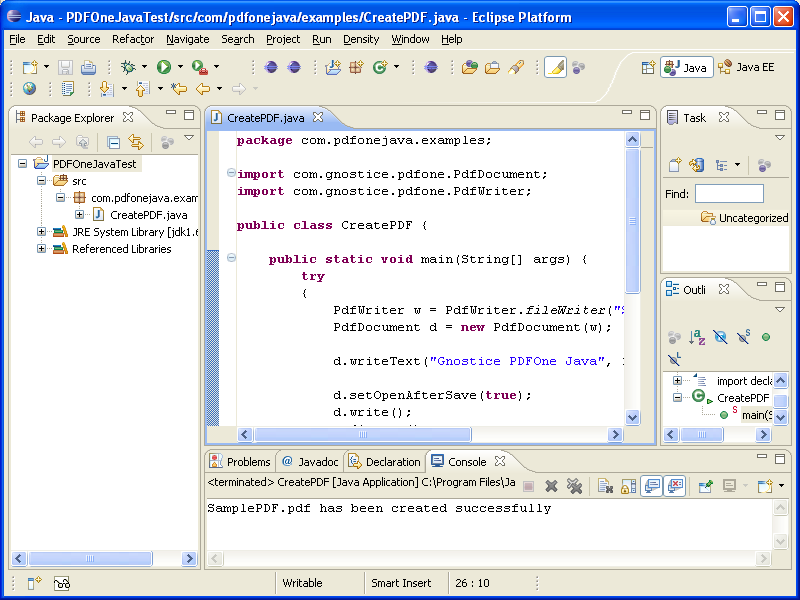 Java - PDFOneJavaTest/src/com/pdfonejava/examples/CreatePDF.java - Eclipse Platform
File Edit Source Refactor Navigate Search Project Run Density Window Help
Java Java EE
Package Explorer
PDFOneJavaTest
src
com.pdfonejava.exam
CreatePDF.java
JRE System Library [jdk1.6
Referenced Libraries
CreatePDF.java
package com.pdfonejava.examples;
import com.gnostice.pdfone.PdfDocument;
import com.gnostice.pdfone.PdfWriter;
public class CreatePDF {
public static void main(String[] args) {
try
{
PdfWriter w = PdfWriter.fileWriter("S
PdfDocument d = new PdfDocument(w);
d.writeText("Gnostice PDFOne Java", 1
d.setOpenAfterSave(true);
d.write();
Task
Find:
Uncategorized
Outli
import decla
CreatePDF
main(S
Problems Javadoc Declaration Console
<terminated> CreatePDF [Java Application] C:\Program Files\Ja
SamplePDF.pdf has been created successfully
Writable Smart Insert 26 : 10